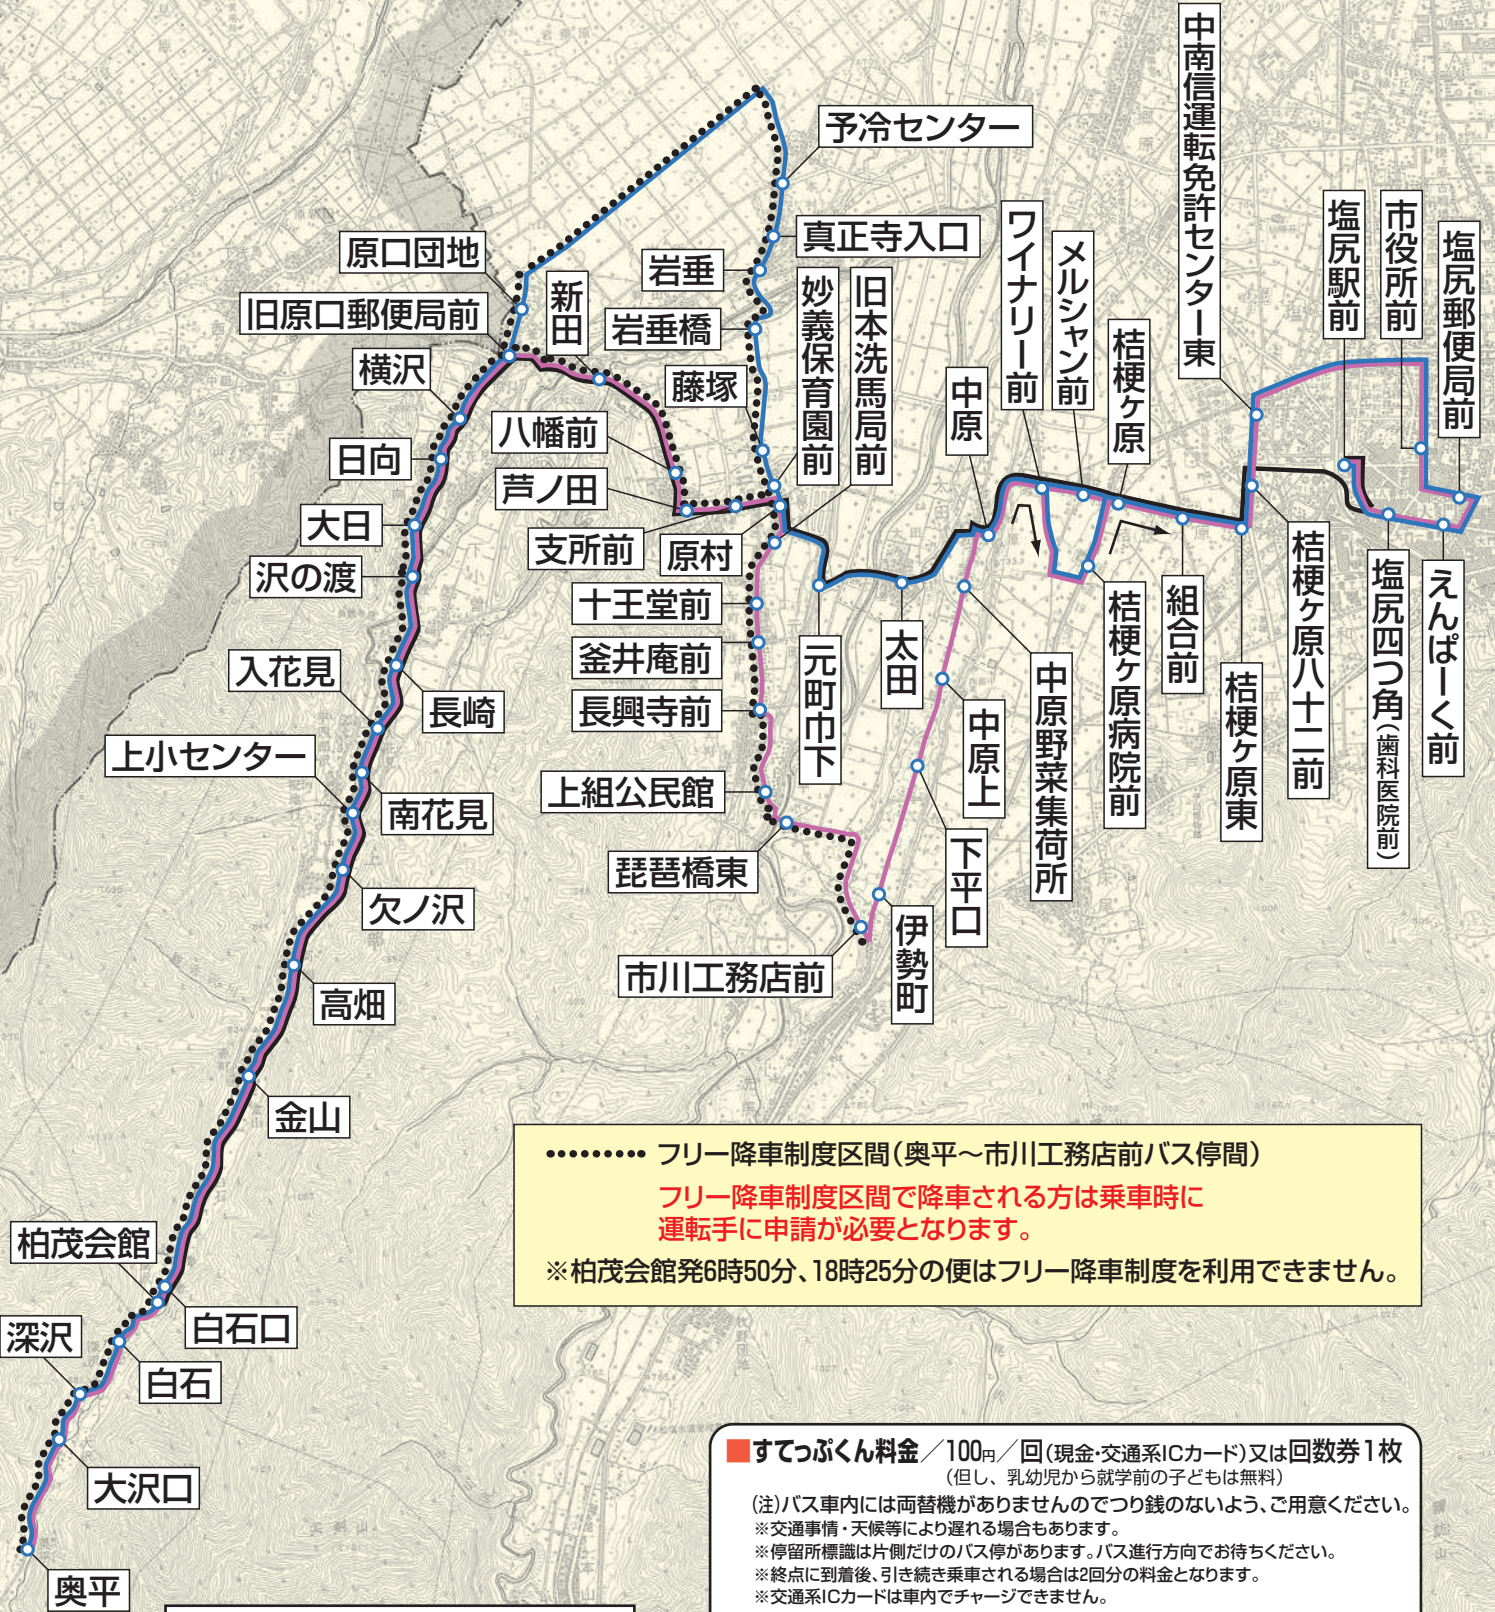 中南信運転免許センター東
予冷センター
塩尻駅前
市役所前
塩尻郵便局前
ワイナリー前
メルシャン前
真正寺入口
原口団地
岩垂
新田
妙義保育園前
旧本洗馬局前
旧原口郵便局前
岩垂橋
桔梗ヶ原
横沢
藤塚
中原
八幡前
日向
芦ノ田
大日
支所前
原村
桔梗ヶ原八十二前
沢の渡
十王堂前
塩尻四つ角(歯科医院前)
えんぱーく前
組合前
桔梗ヶ原病院前
太田
釜井庵前
元町巾下
入花見
中原野菜集荷所
桔梗ヶ原東
長崎
長興寺前
中原上
上小センター
上組公民館
南花見
下平口
琵琶橋東
欠ノ沢
伊勢町
市川工務店前
高畑
金山
フリー降車制度区間(奥平～市川工務店前バス停間)
フリー降車制度区間で降車される方は乗車時に
運転手に申請が必要となります。
※柏茂会館発6時50分、18時25分の便はフリー降車制度を利用できません。
柏茂会館
白石口
深沢
白石
大沢口
奥平
■すてっぷくん料金／100円／回(現金・交通系ICカード)又は回数券1枚
(但し、乳幼児から就学前の子どもは無料)
(注)バス車内には両替機がありませんのでつり銭のないよう、ご用意ください。
※交通事情・天候等により遅れる場合もあります。
※停留所標識は片側だけのバス停があります。バス進行方向でお待ちください。
※終点に到着後、引き続き乗車される場合は2回分の料金となります。
※交通系ICカードは車内でチャージできません。